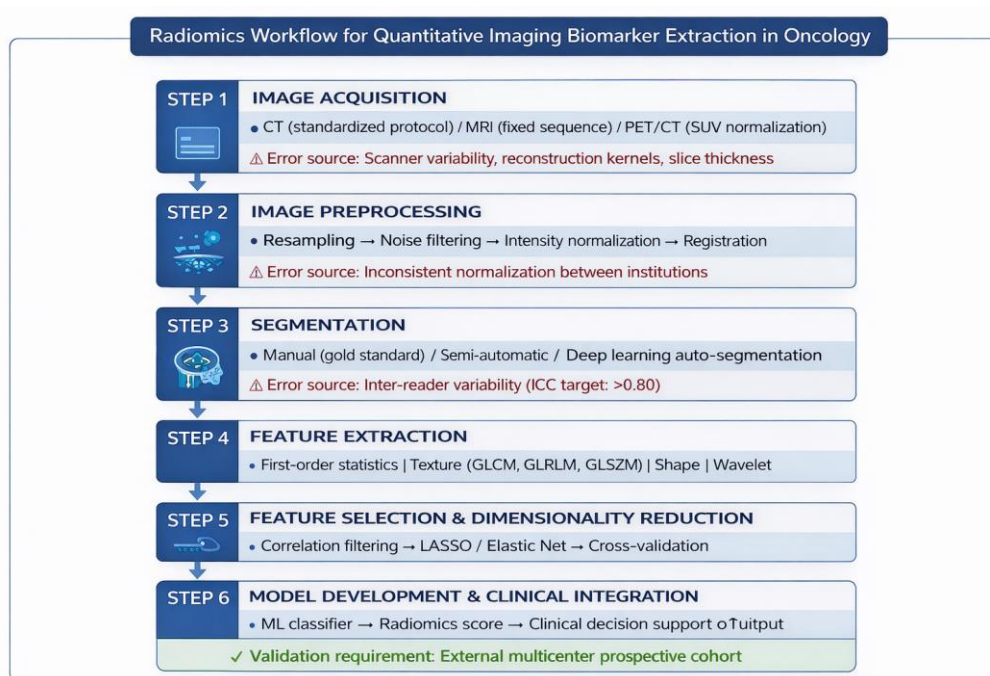 Radiomics Workflow for Quantitative Imaging Biomarker Extraction in Oncology
STEP 1
IMAGE ACQUISITION
• CT (standardized protocol) / MRI (fixed sequence) / PET/CT (SUV normalization)
⚠ Error source: Scanner variability, reconstruction kernels, slice thickness
STEP 2
IMAGE PREPROCESSING
• Resampling → Noise filtering → Intensity normalization → Registration
⚠ Error source: Inconsistent normalization between institutions
STEP 3
SEGMENTATION
• Manual (gold standard) / Semi-automatic / Deep learning auto-segmentation
⚠ Error source: Inter-reader variability (ICC target: >0.80)
STEP 4
FEATURE EXTRACTION
• First-order statistics | Texture (GLCM, GLRLM, GLSZM) | Shape | Wavelet
STEP 5
FEATURE SELECTION & DIMENSIONALITY REDUCTION
• Correlation filtering → LASSO / Elastic Net → Cross-validation
STEP 6
MODEL DEVELOPMENT & CLINICAL INTEGRATION
• ML classifier → Radiomics score → Clinical decision support o↑uitput
✓ Validation requirement: External multicenter prospective cohort